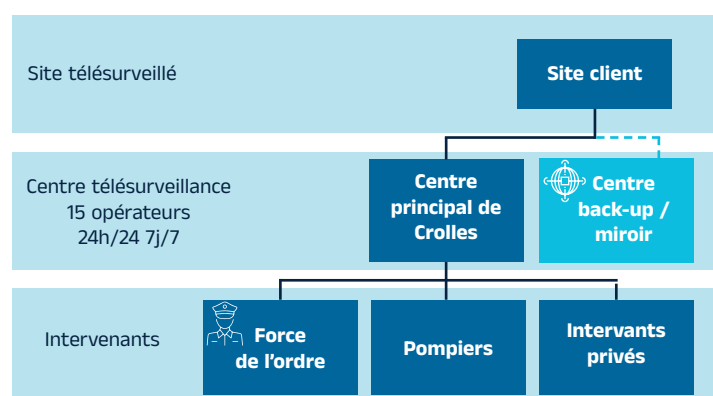 Site télésurveillé
Site client
Centre télésurveillance
15 opérateurs
24h/24 7j/7
Centre
principal de
Crolles
Centre
back-up /
miroir
Intervenants
Force
de l'ordre
Pompiers
Intervants
privés